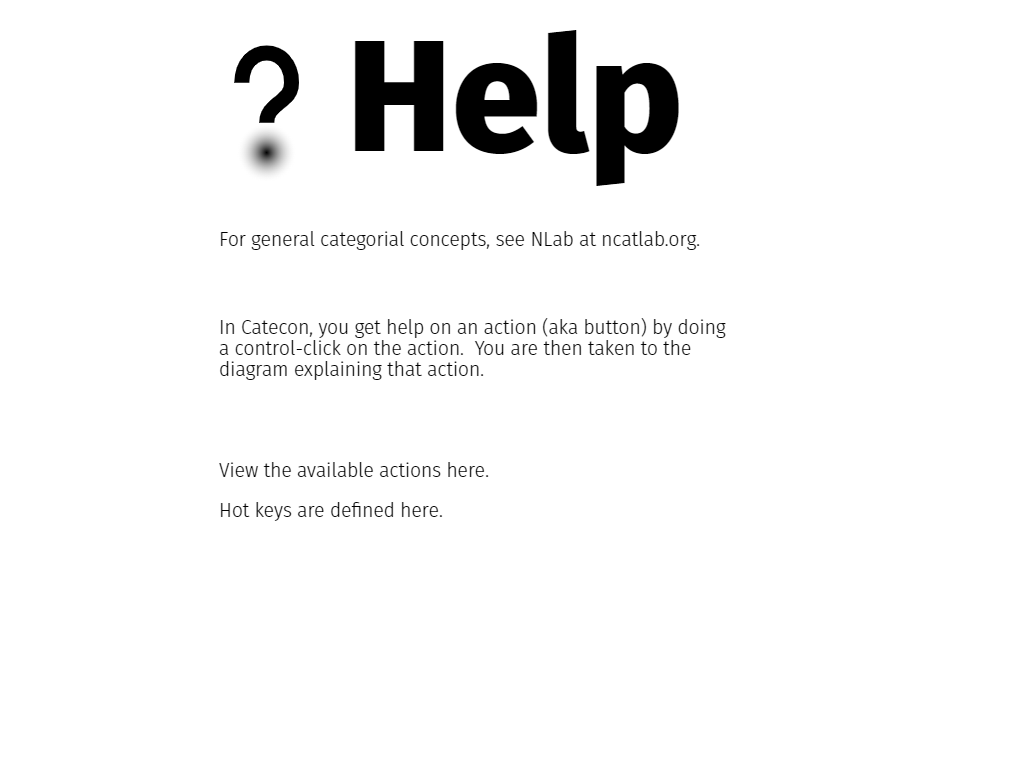 ? Help
For general categorial concepts, see NLab at ncatlab.org.
In Catecon, you get help on an action (aka button) by doing
a control-click on the action.  You are then taken to the
diagram explaining that action.
View the available actions here.
Hot keys are defined here.